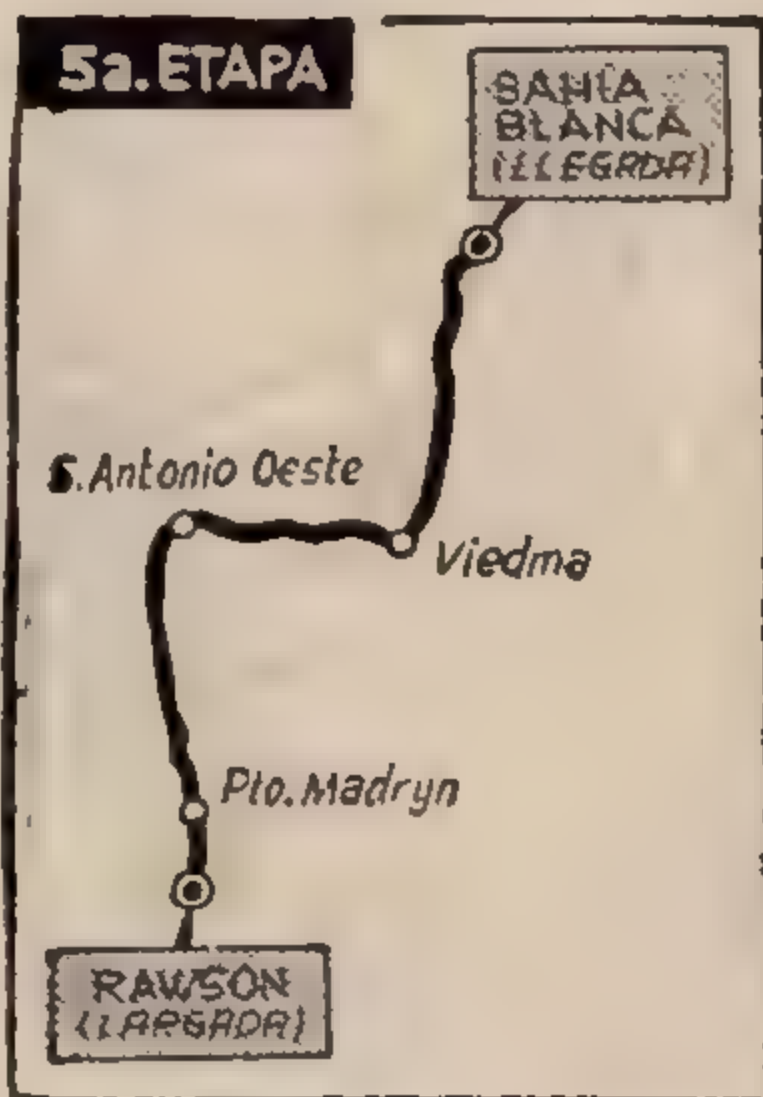 5a. ETAPA
BAHIA
BLANCA
(LLEGADA)
S. Antonio Oeste
Viedma
Pto. Madryn
RAWSON
(LARGADA)